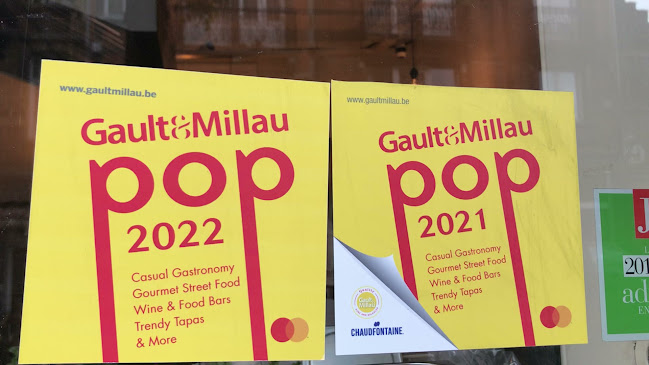 www.gaultmillau.be
Gault&Millau
pop
2022
Casual Gastronomy
Gourmet Street Food
Wine & Food Bars
Trendy Tapas
& More
www.gaultmillau.be
Gault&Millau
pop
2021
Casual Gastronomy
Gourmet Street Food
Wine & Food Bars
Trendy Tapas
& More
CHAUDFONTAINE
J
201
ad
EN